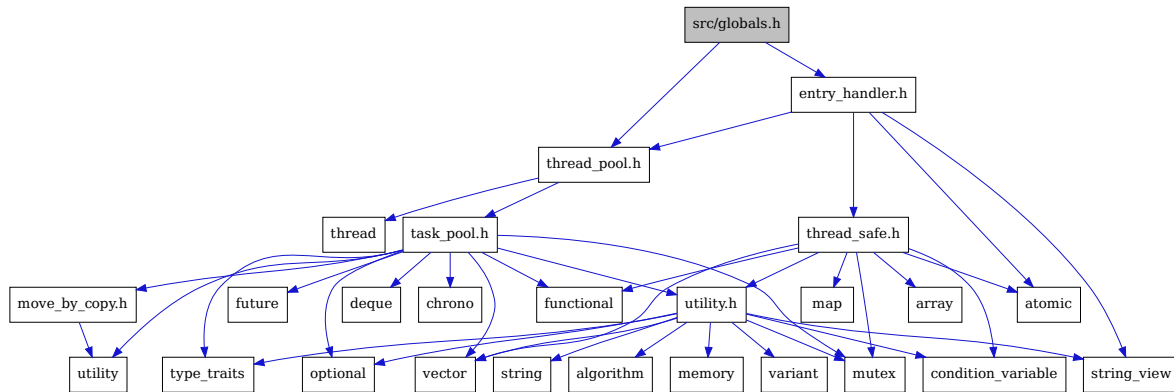 src/globals.h
entry_handler.h
thread_pool.h
thread
task_pool.h
thread_safe.h
move_by_copy.h
future
deque
chrono
functional
utility.h
map
array
atomic
utility
type_traits
optional
vector
string
algorithm
memory
variant
mutex
condition_variable
string_view